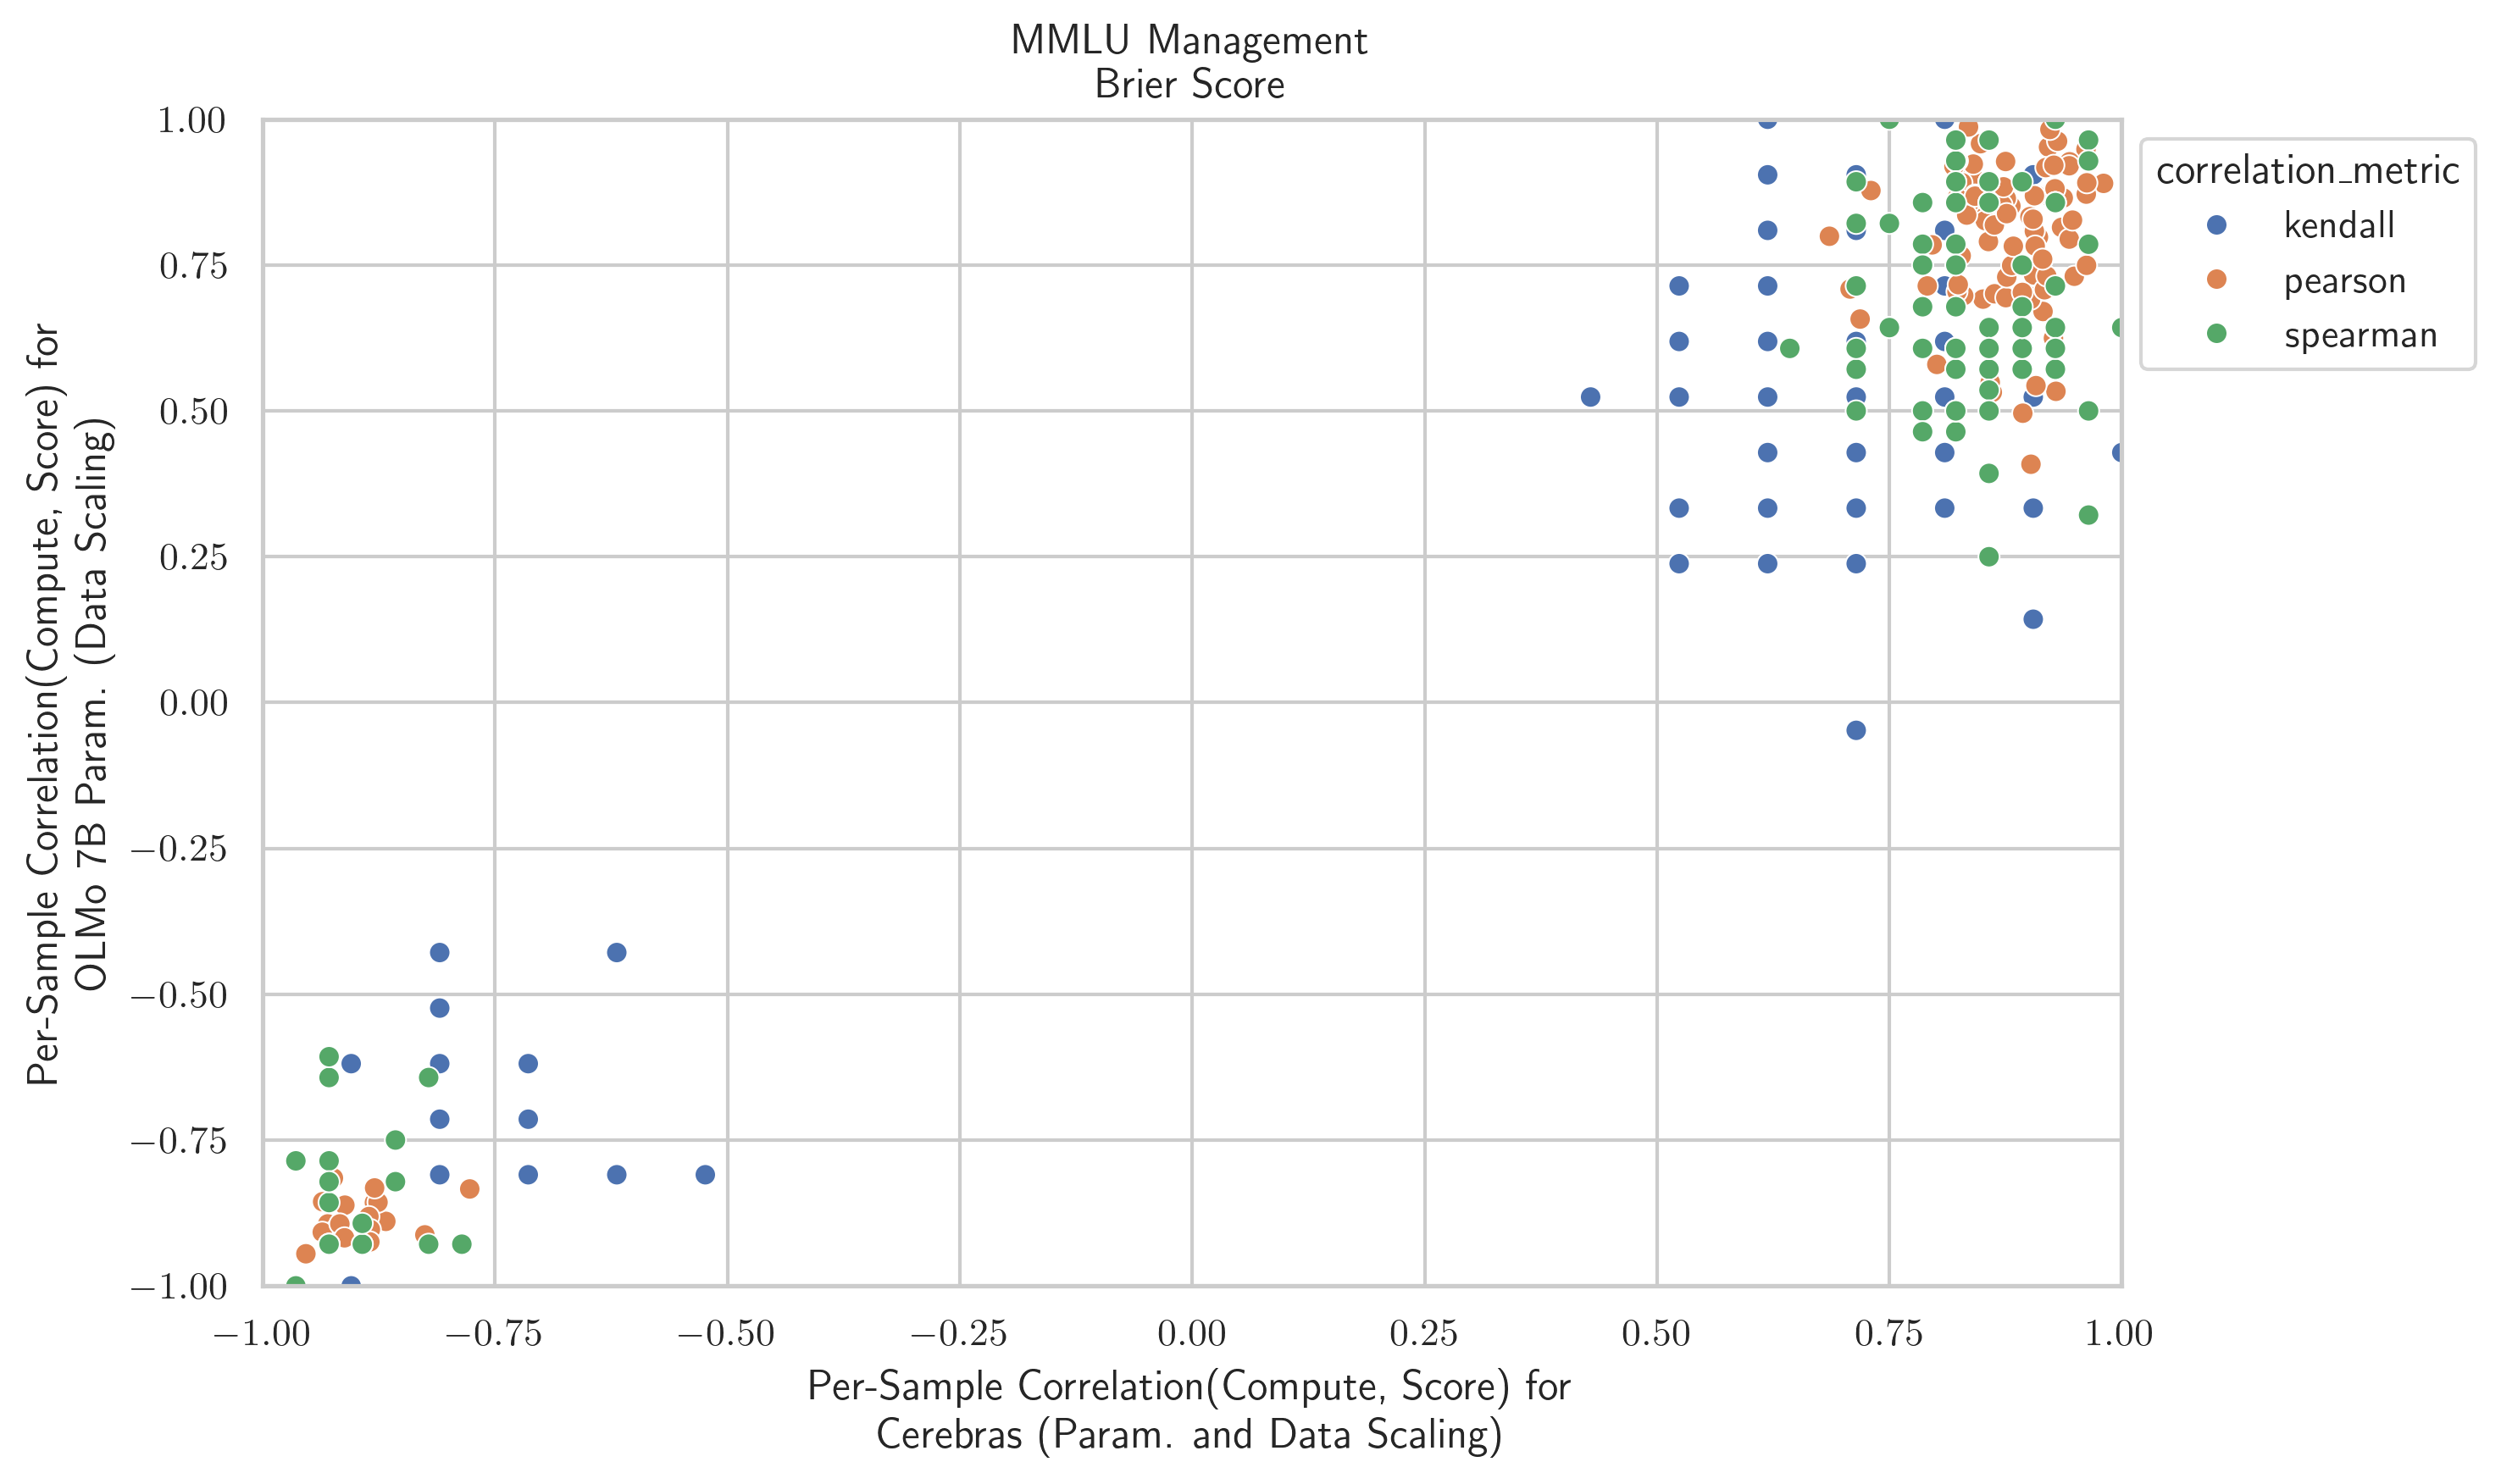 MMLU Management
Brier Score
Per-Sample Correlation(Compute, Score) for
OLMo 7B Param. (Data Scaling)
1.00
0.75
0.50
0.25
0.00
−0.25
−0.50
−0.75
−1.00
−1.00 −0.75 −0.50 −0.25 0.00 0.25 0.50 0.75 1.00
Per-Sample Correlation(Compute, Score) for
Cerebras (Param. and Data Scaling)
correlation_metric
kendall
pearson
spearman